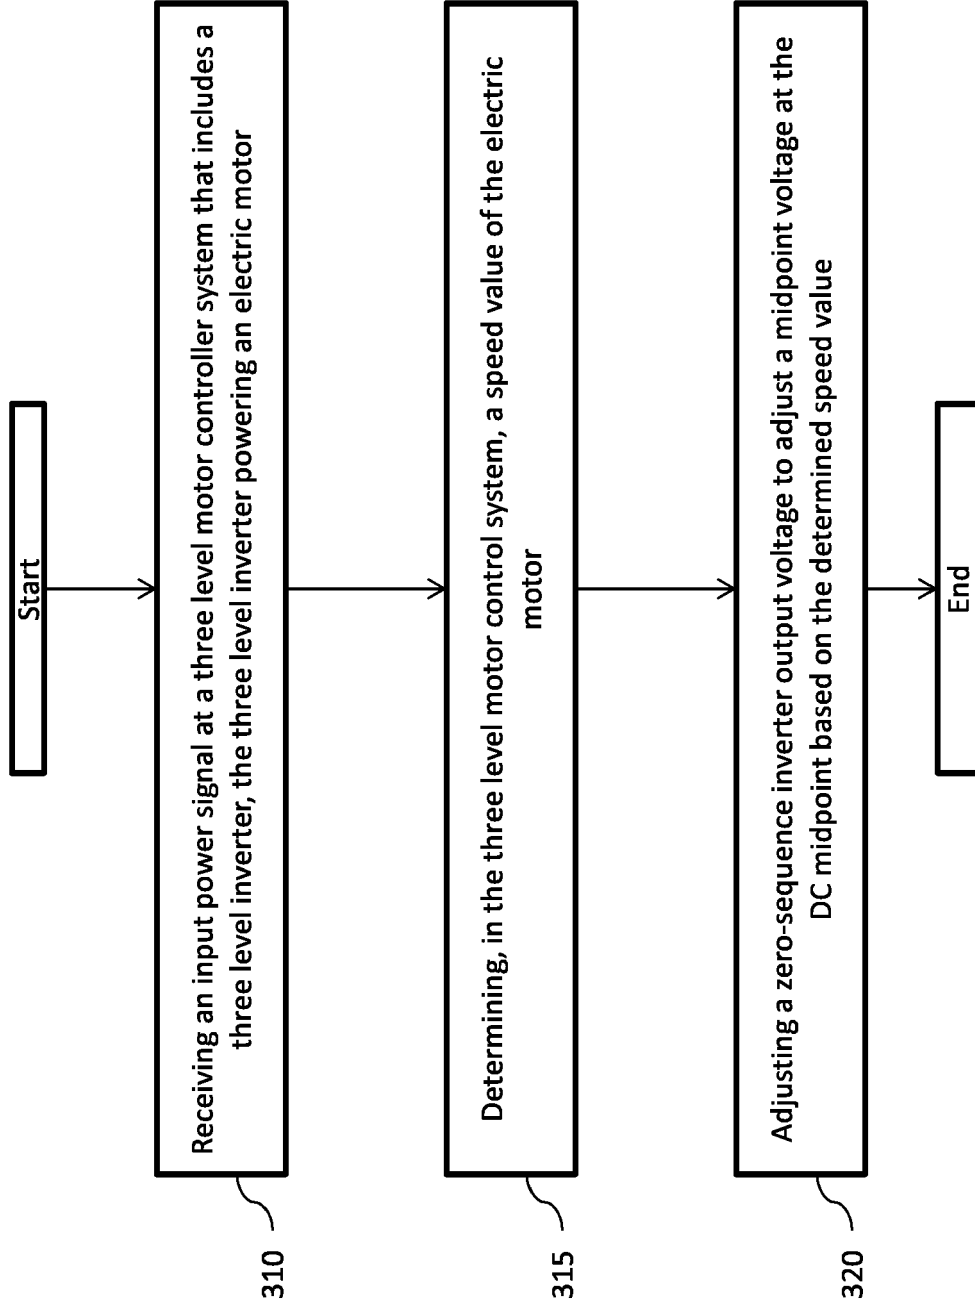 Start
Receiving an input power signal at a three level motor controller system that includes a
three level inverter, the three level inverter powering an electric motor
310
Determining, in the three level motor control system, a speed value of the electric
motor
315
Adjusting a zero-sequence inverter output voltage to adjust a midpoint voltage at the
DC midpoint based on the determined speed value
320
End